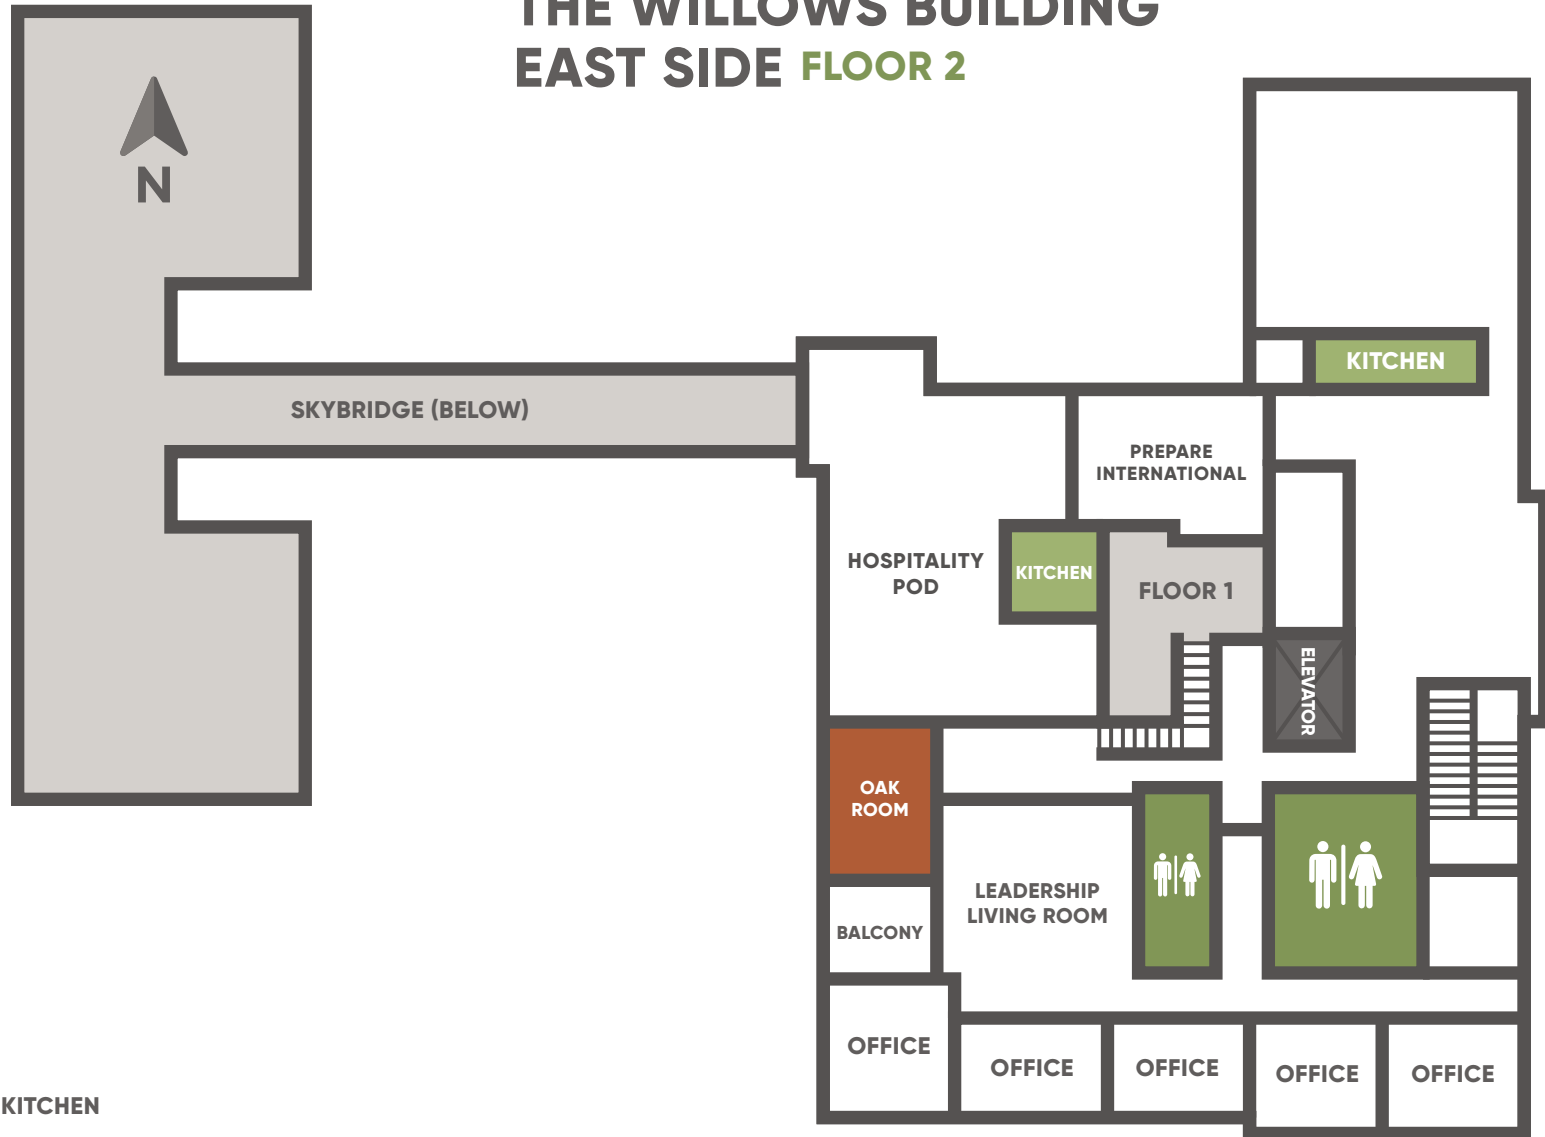 THE WILLOWS BUILDING
EAST SIDE FLOOR 2
N
KITCHEN
SKYBRIDGE (BELOW)
PREPARE
INTERNATIONAL
HOSPITALITY
POD
KITCHEN
FLOOR 1
ELEVATOR
OAK
ROOM
LEADERSHIP
LIVING ROOM
BALCONY
OFFICE
OFFICE
OFFICE
OFFICE
OFFICE
KITCHEN